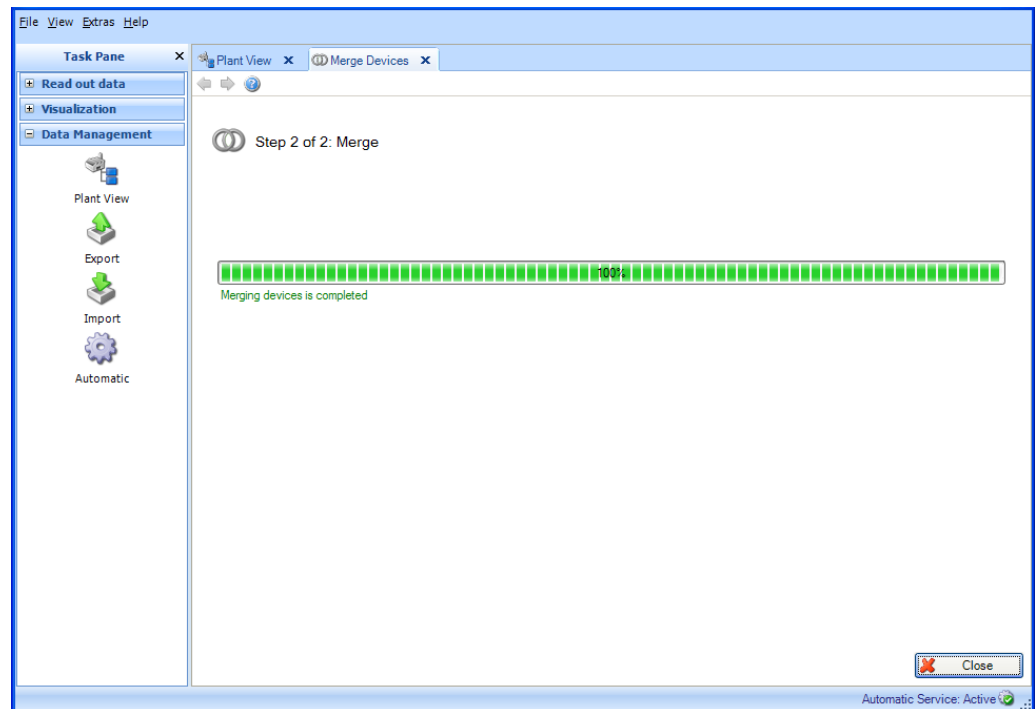 File View Extras Help
Task Pane
Plant View
Merge Devices
Read out data
Visualization
Data Management
Plant View
Export
Import
Automatic
Step 2 of 2: Merge
100%
Merging devices is completed
Close
Automatic Service: Active